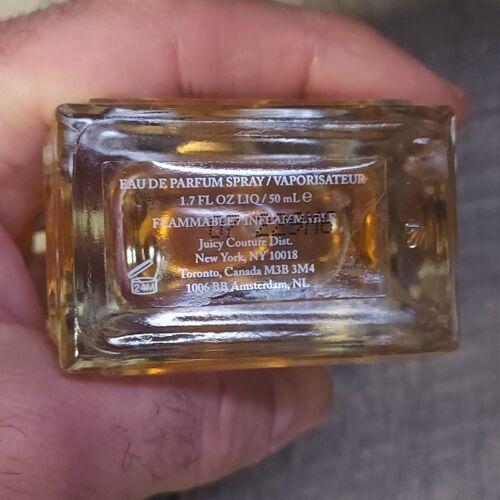 EAU DE PARFUM SPRAY/VAPORISATEUR
1.7 FL OZ LIQ/50 mL e
FLAMMABLE/INFLAMMABLE
Juicy Couture Dist.
New York, NY 10018
Toronto, Canada M3B 3M4
1006 BB Amsterdam, NL
24M